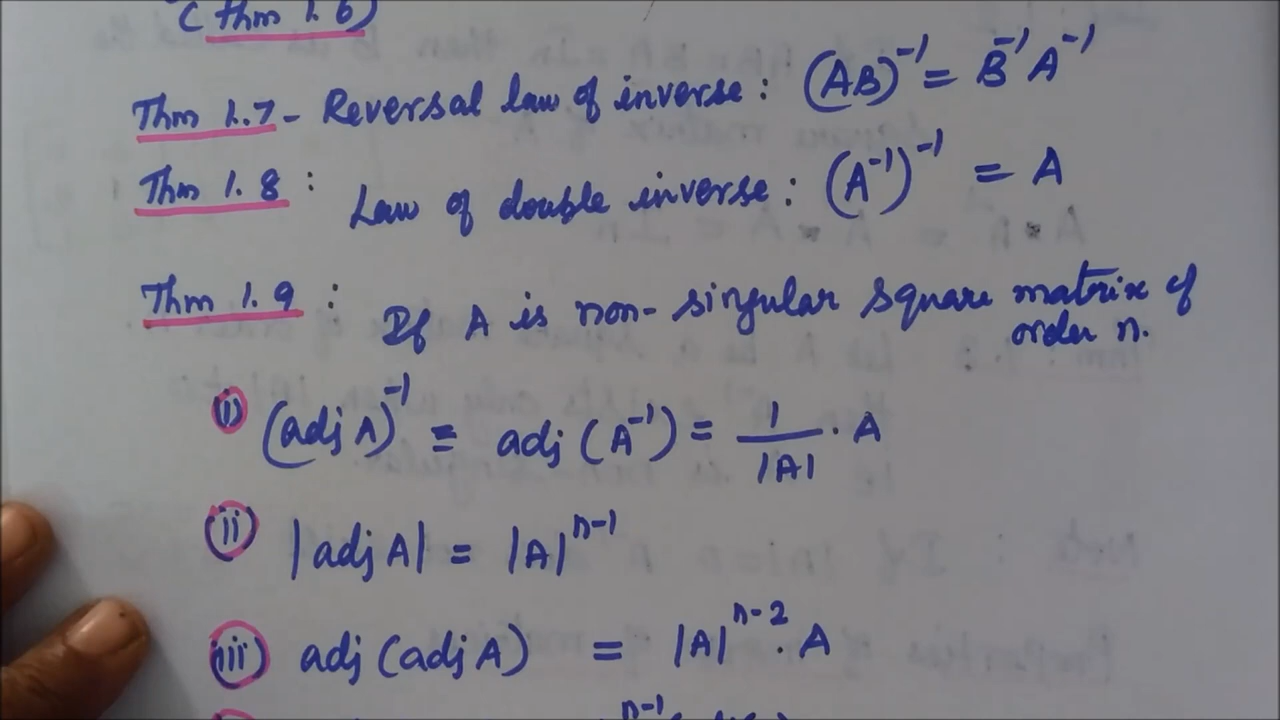 (thm 1.6)
Thm 1.7 - Reversal law of inverse : (AB)⁻¹ = B⁻¹ A⁻¹
Thm 1.8 : Law of double inverse : (A⁻¹)⁻¹ = A
Thm 1.9 : If A is non-singular square matrix of
order n.
(i) (adj A)⁻¹ = adj (A⁻¹) = 1/|A| · A
(ii) |adj A| = |A|ⁿ⁻¹
(iii) adj (adj A) = |A|ⁿ⁻² · A
n-1